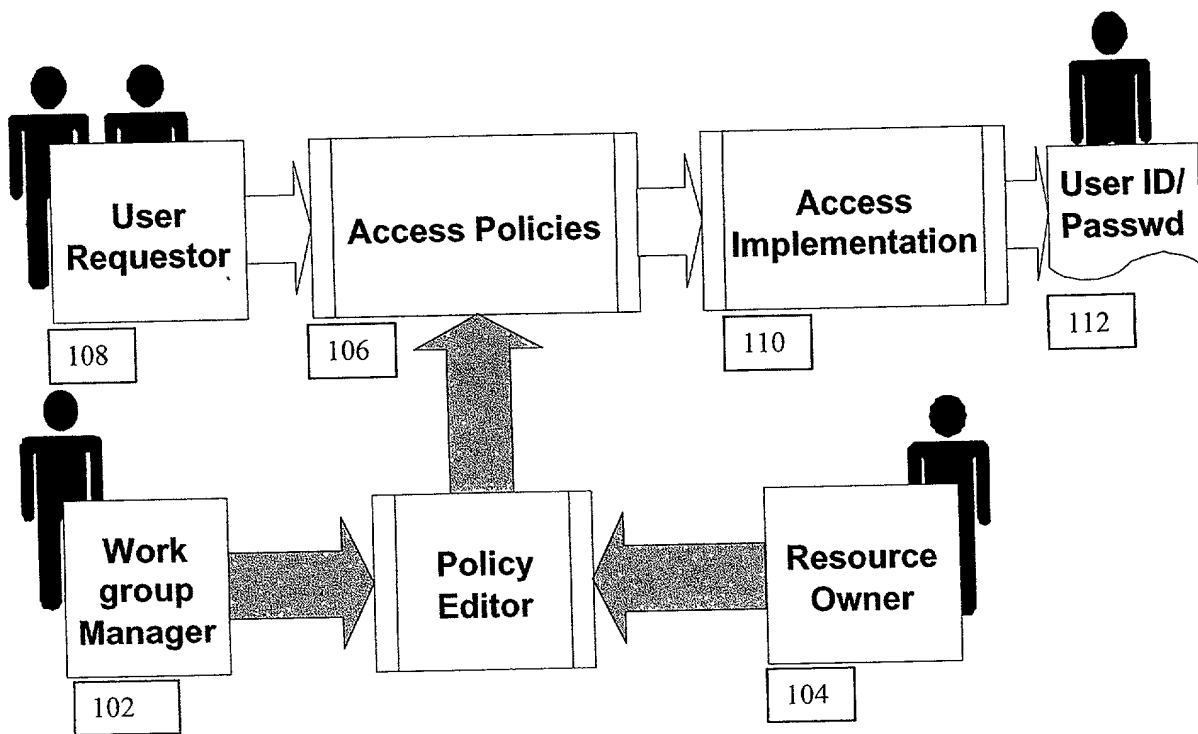 User
Requestor
Access Policies
Access
Implementation
User ID/
Passwd
108
106
110
112
Work
group
Manager
Policy
Editor
Resource
Owner
102
104